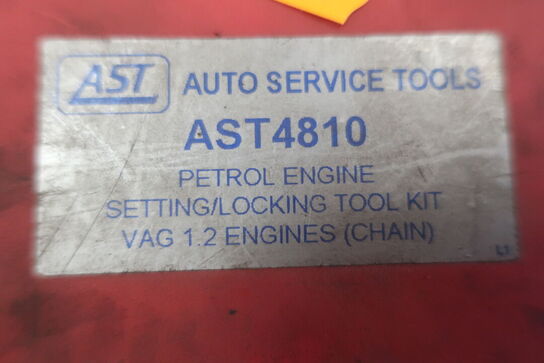 AST AUTO SERVICE TOOLS
AST4810
PETROL ENGINE
SETTING/LOCKING TOOL KIT
VAG 1.2 ENGINES (CHAIN)